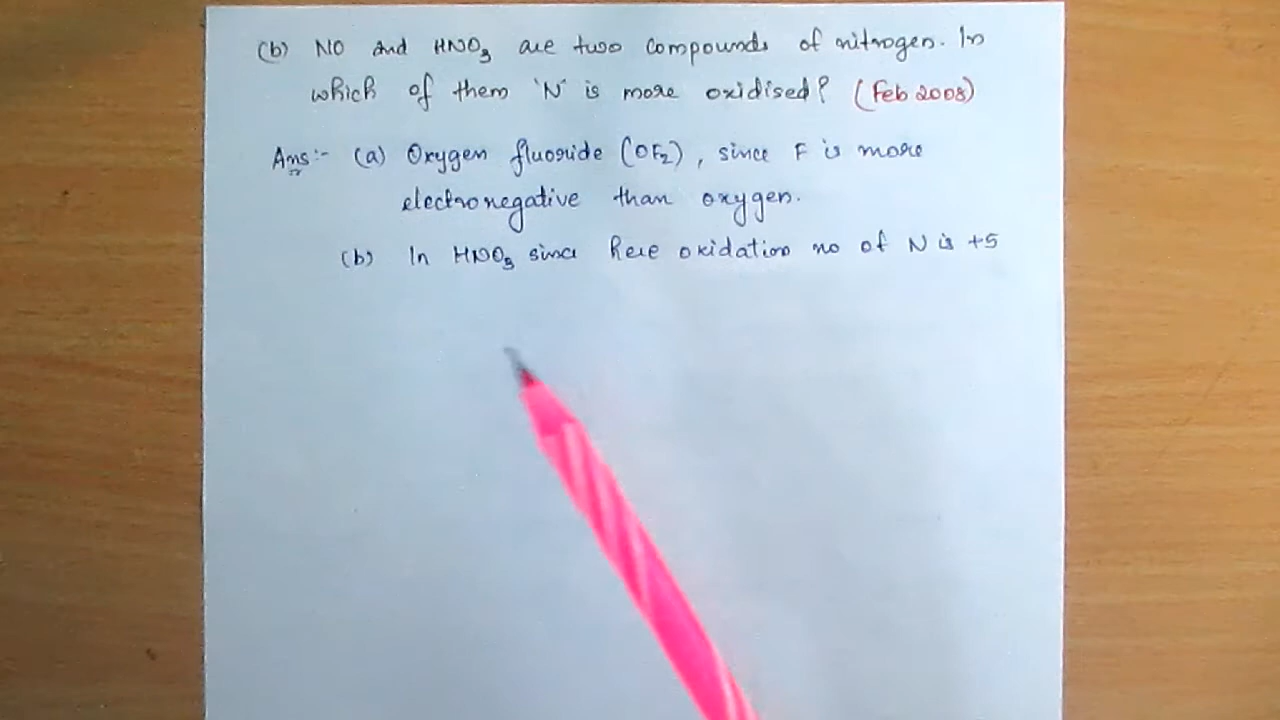 (b) NO and HNO₃ are two compounds of nitrogen. In
which of them 'N' is more oxidised? (Feb 2008)
Ans:- (a) Oxygen fluoride (OF₂), since F is more
electronegative than oxygen.
(b) In HNO₃ since here oxidation no of N is +5